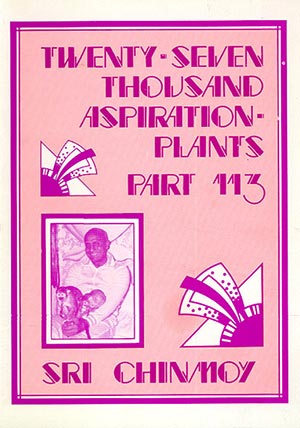 TWENTY-SEVEN
THOUSAND
ASPIRATION-
PLANTS
PART 113
SRI CHINMOY